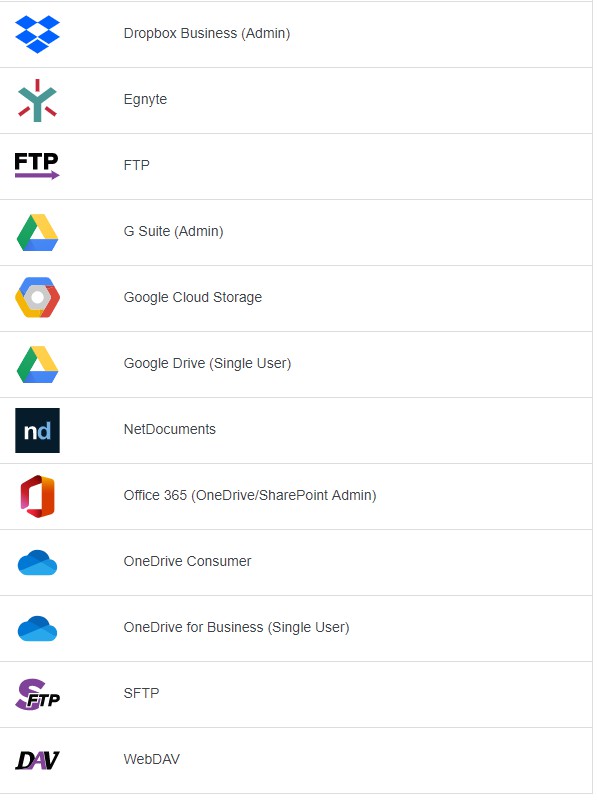 Dropbox Business (Admin)
Egnyte
FTP
FTP
G Suite (Admin)
Google Cloud Storage
Google Drive (Single User)
nd
NetDocuments
Office 365 (OneDrive/SharePoint Admin)
OneDrive Consumer
OneDrive for Business (Single User)
SFTP
SFTP
DAV
WebDAV